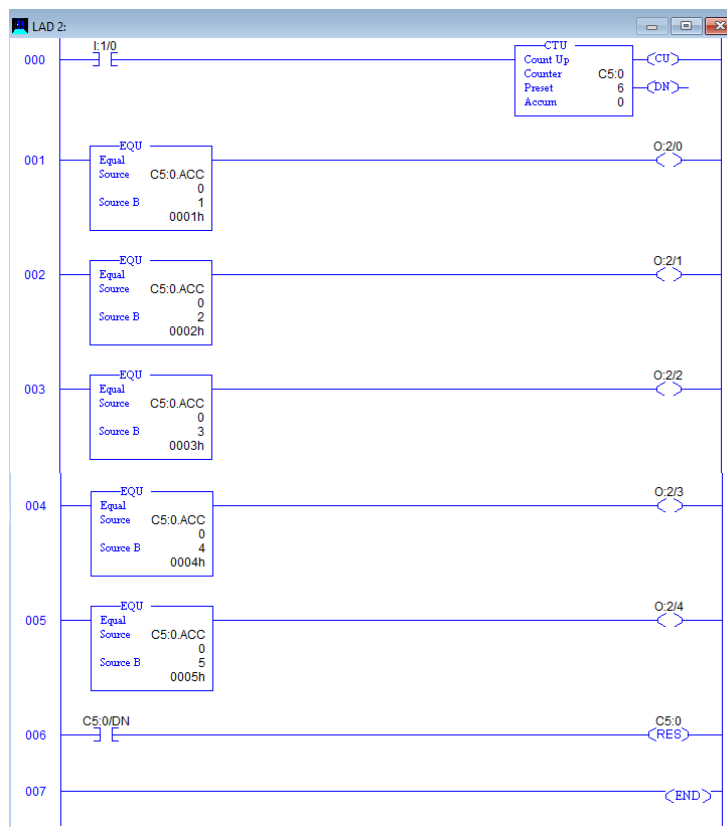 LAD 2:
I:1/0
000
CTU
Count Up
Counter C5:0
Preset 6
Accum 0
CU
DN
001
EQU
Equal
Source C5:0.ACC
0
Source B 1
0001h
O:2/0
002
EQU
Equal
Source C5:0.ACC
0
Source B 2
0002h
O:2/1
003
EQU
Equal
Source C5:0.ACC
0
Source B 3
0003h
O:2/2
004
EQU
Equal
Source C5:0.ACC
0
Source B 4
0004h
O:2/3
005
EQU
Equal
Source C5:0.ACC
0
Source B 5
0005h
O:2/4
006
C5:0/DN
C5:0
RES
007
END